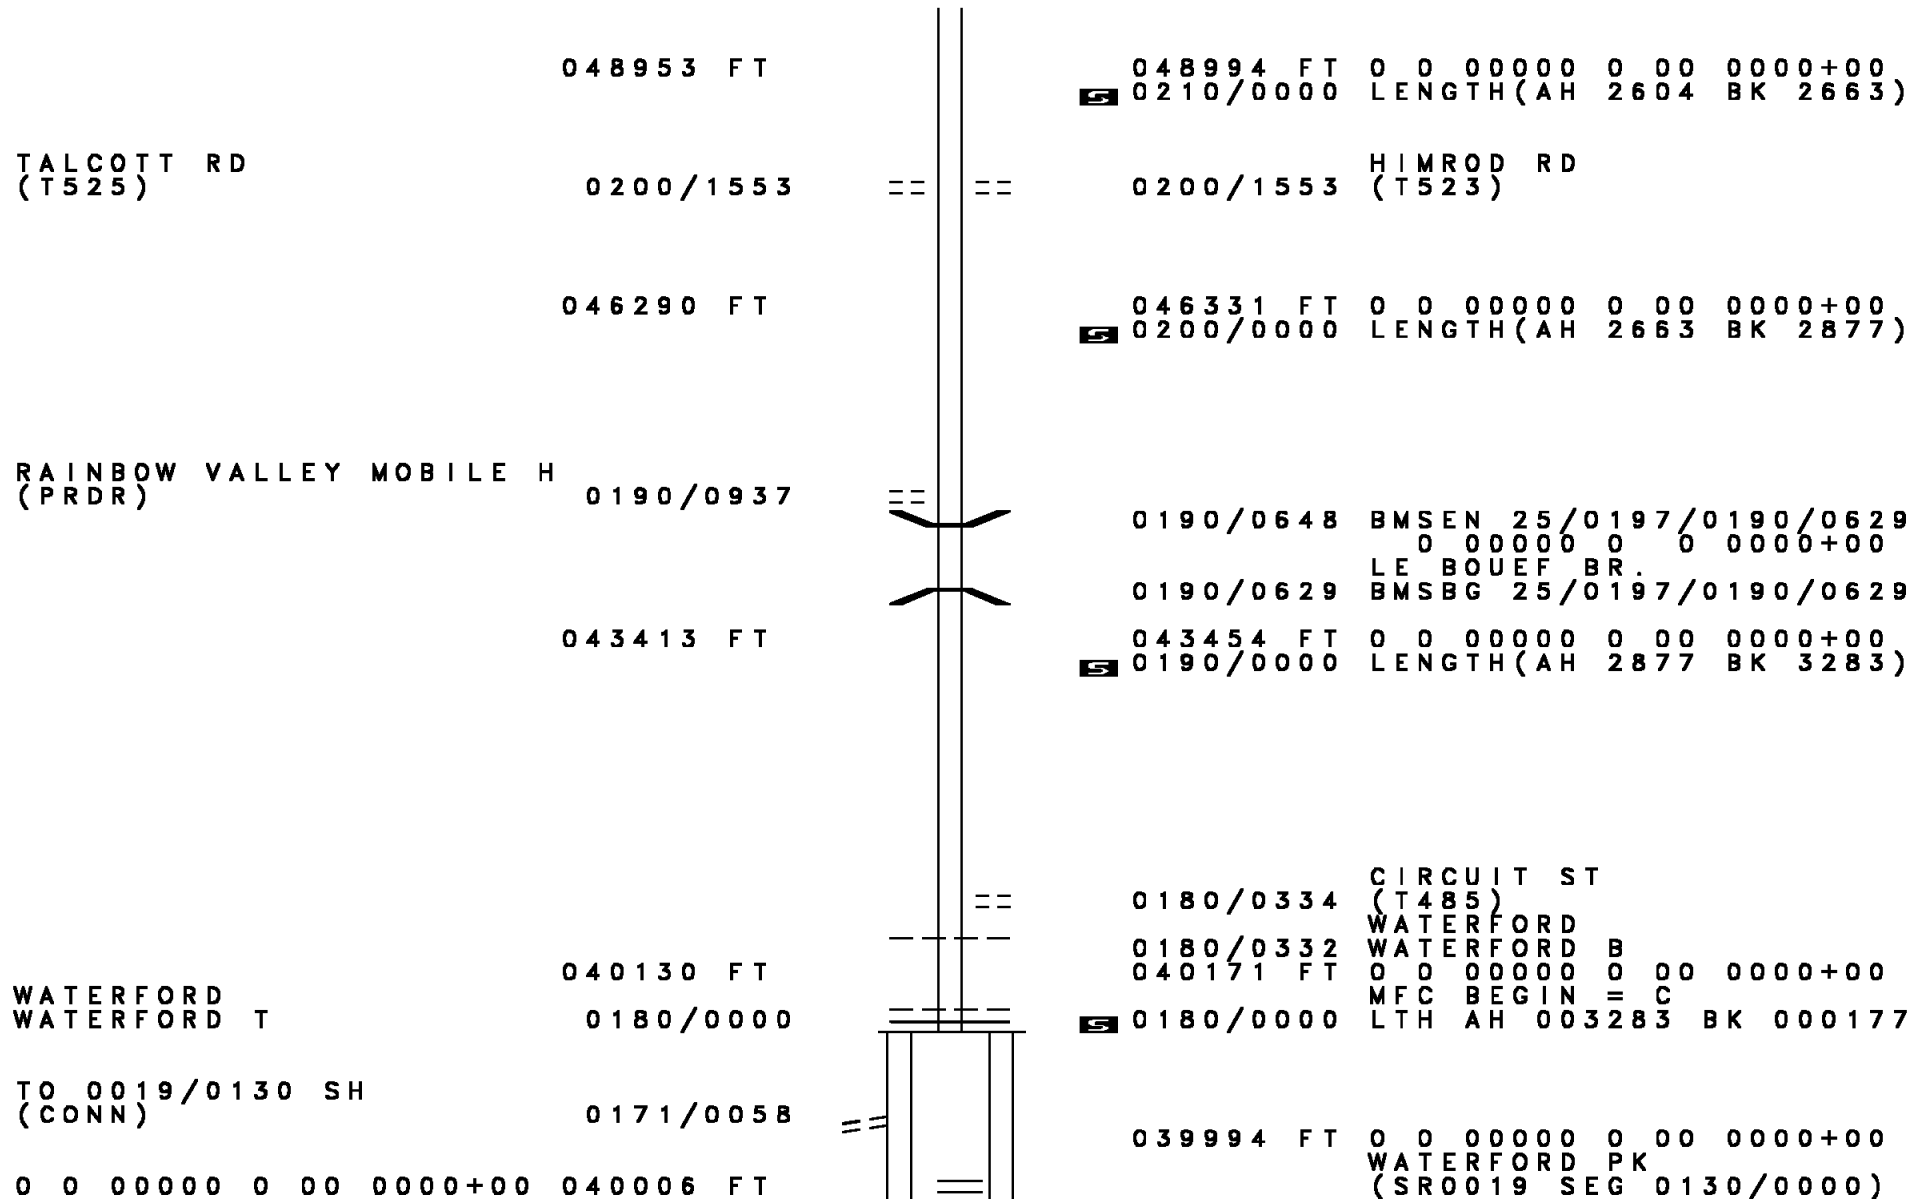 048953 FT
048994 FT 0 0 00000 0 00 0000+00
S 0210/0000 LENGTH(AH 2604 BK 2663)
TALCOTT RD
HIMROD RD
(T525) 0200/1553
0200/1553 (T523)
046290 FT
046331 FT 0 0 00000 0 00 0000+00
S 0200/0000 LENGTH(AH 2663 BK 2877)
RAINBOW VALLEY MOBILE H
(PRDR) 0190/0937
0190/0648 BMSEN 25/0197/0190/0629
0 00000 0 0 0000+00
LE BOUEF BR.
0190/0629 BMSBG 25/0197/0190/0629
043413 FT
043454 FT 0 0 00000 0 00 0000+00
S 0190/0000 LENGTH(AH 2877 BK 3283)
CIRCUIT ST
0180/0334 (T485)
WATERFORD
0180/0332 WATERFORD B
040130 FT
040171 FT 0 0 00000 0 00 0000+00
WATERFORD
MFC BEGIN = C
WATERFORD T 0180/0000
S 0180/0000 LTH AH 003283 BK 000177
TO 0019/0130 SH
(CONN) 0171/0058
039994 FT 0 0 00000 0 00 0000+00
WATERFORD PK
0 0 00000 0 00 0000+00 040006 FT
(SR0019 SEG 0130/0000)